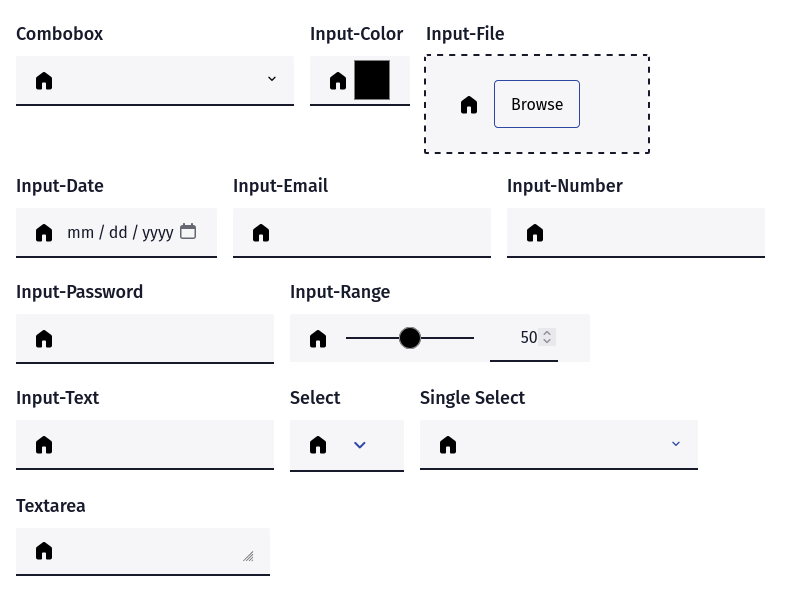 Combobox
Input-Color
Input-File
Browse
Input-Date
Input-Email
Input-Number
mm / dd / yyyy
Input-Password
Input-Range
50
Input-Text
Select
Single Select
Textarea